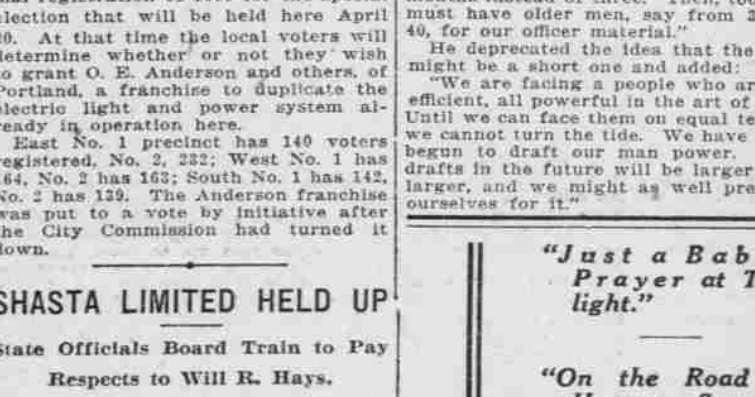 election that will be held here April
20. At that time the local voters will
determine whether or not they wish
to grant O. E. Anderson and others, of
Portland, a franchise to duplicate the
electric light and power system al-
ready in operation here.
East No. 1 precinct has 140 voters
registered, No. 2, 232; West No. 1 has
164, No. 2 has 163; South No. 1 has 142,
No. 2 has 139. The Anderson franchise
was put to a vote by initiative after
the City Commission had turned it
down.
SHASTA LIMITED HELD UP
State Officials Board Train to Pay
Respects to Will R. Hays.
must have older men, say from
40, for our officer material."
He deprecated the idea that the
might be a short one and added:
"We are facing a people who ar
efficient, all powerful in the art of
Until we can face them on equal te
we cannot turn the tide. We have
begun to draft our man power.
drafts in the future will be larger
larger, and we might as well pre
ourselves for it."
"Just a Bab
Prayer at T
light."
"On the Road